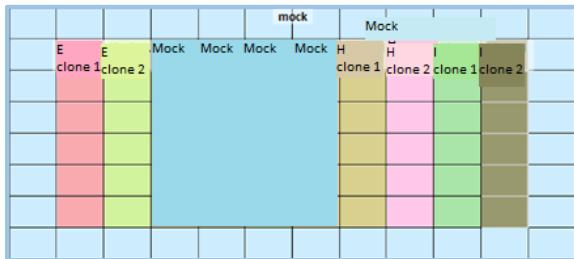 mock
Mock
E clone 1
E clone 2
Mock
Mock
Mock
Mock
H clone 1
H clone 2
I clone 1
I clone 2